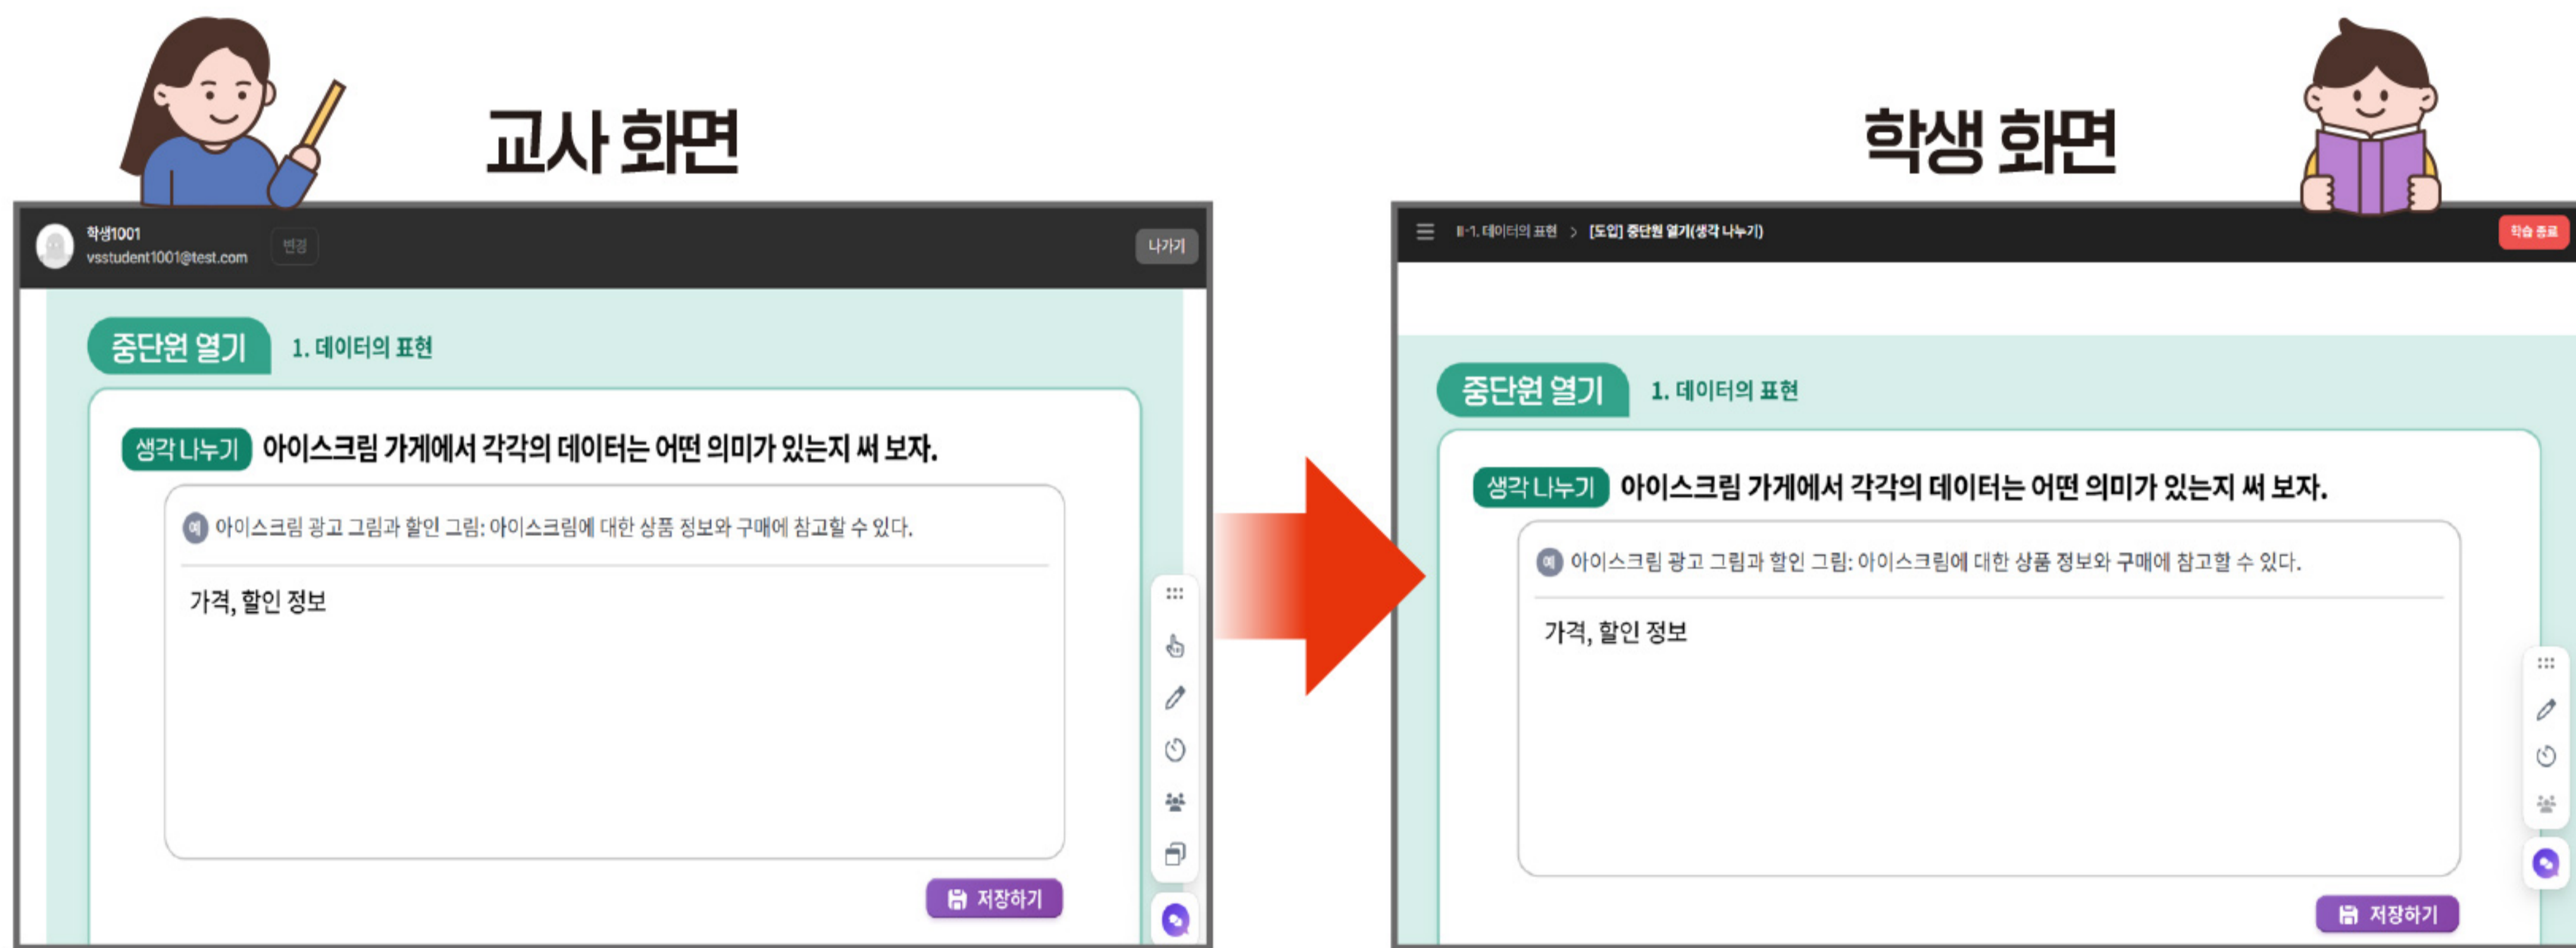 교사 화면
학생1001
vsstudent1001@test.com
변경
나가기
중단원 열기
1. 데이터의 표현
생각 나누기
아이스크림 가게에서 각각의 데이터는 어떤 의미가 있는지 써 보자.
예 아이스크림 광고 그림과 할인 그림: 아이스크림에 대한 상품 정보와 구매에 참고할 수 있다.
가격, 할인 정보
저장하기
학생 화면
Ⅱ-1. 데이터의 표현 > [도입] 중단원 열기(생각 나누기)
학습 종료
중단원 열기
1. 데이터의 표현
생각 나누기
아이스크림 가게에서 각각의 데이터는 어떤 의미가 있는지 써 보자.
예 아이스크림 광고 그림과 할인 그림: 아이스크림에 대한 상품 정보와 구매에 참고할 수 있다.
가격, 할인 정보
저장하기